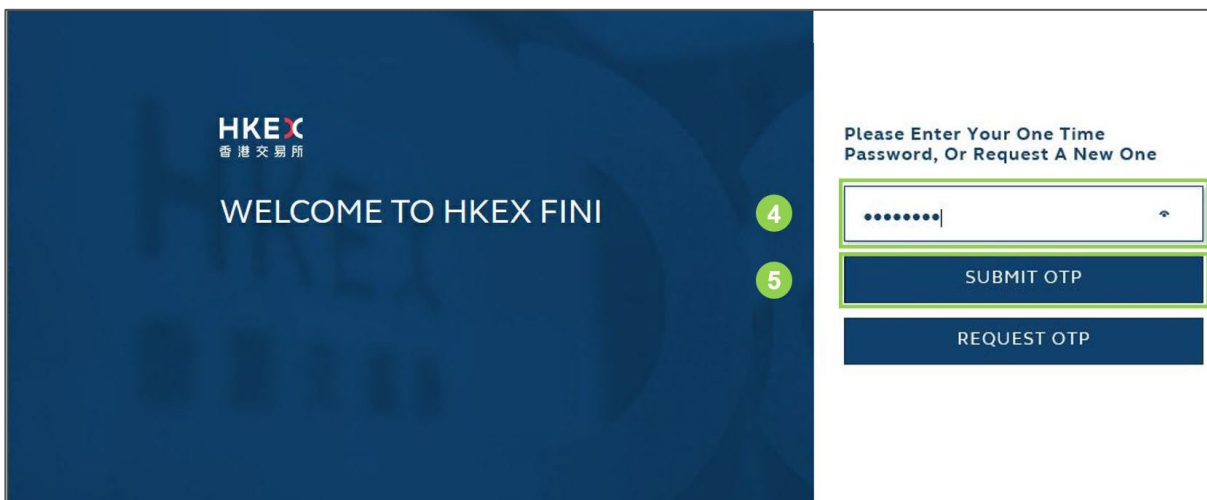 HKEX
香港交易所
WELCOME TO HKEX FINI
Please Enter Your One Time
Password, Or Request A New One
4
••••••••
5
SUBMIT OTP
REQUEST OTP